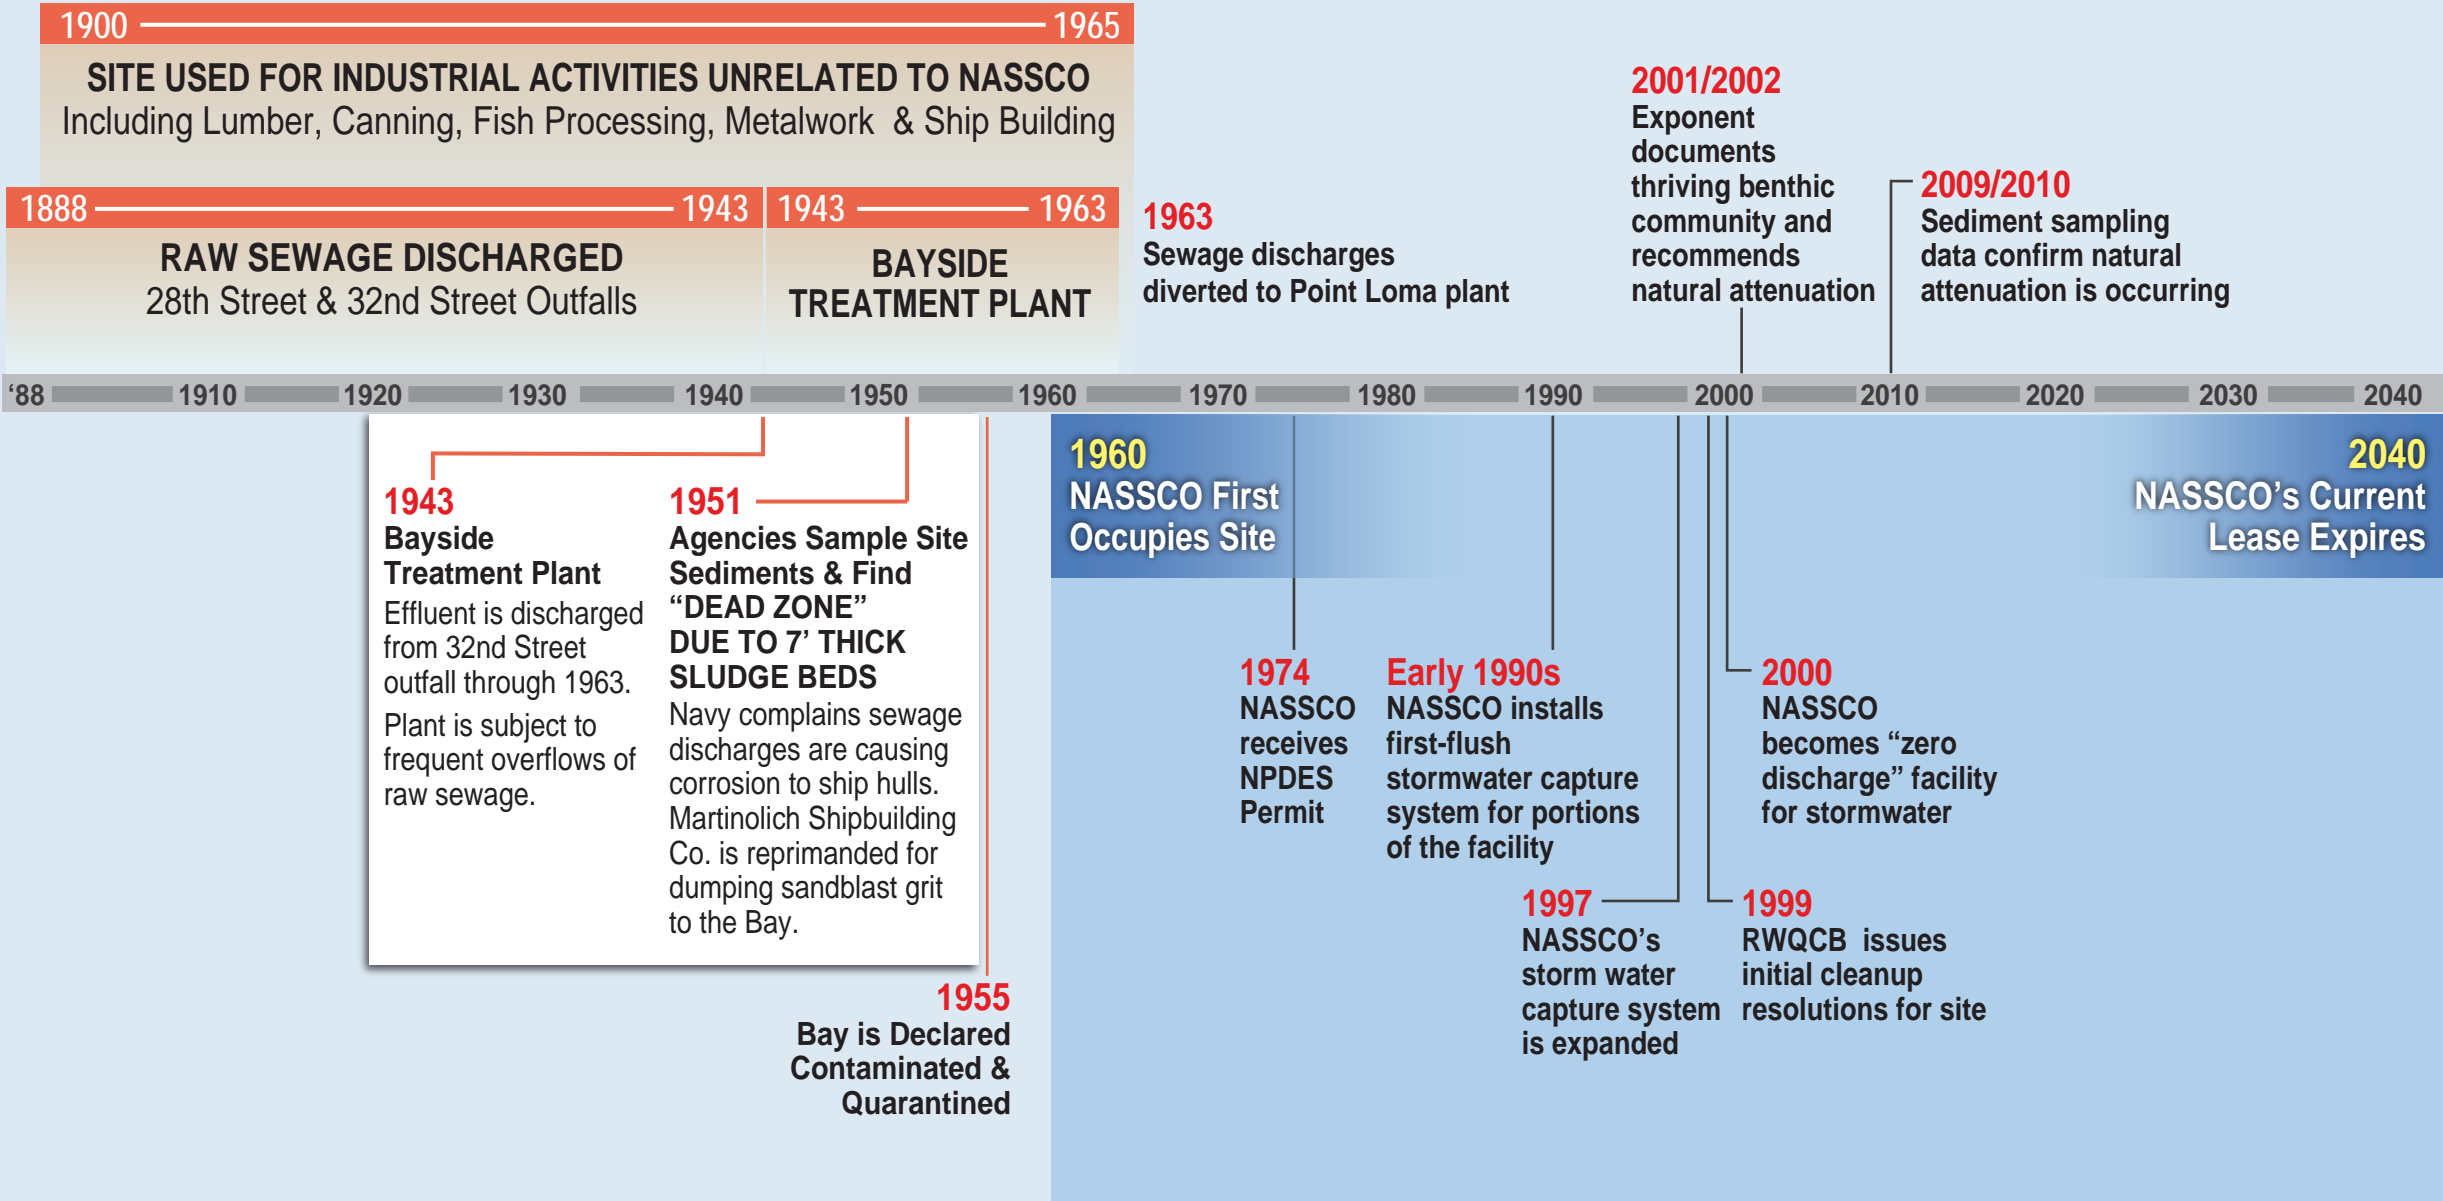 1900 1965
SITE USED FOR INDUSTRIAL ACTIVITIES UNRELATED TO NASSCO
Including Lumber, Canning, Fish Processing, Metalwork & Ship Building
1888 1943
RAW SEWAGE DISCHARGED
28th Street & 32nd Street Outfalls
1943 1963
BAYSIDE
TREATMENT PLANT
1963
Sewage discharges
diverted to Point Loma plant
2001/2002
Exponent
documents
thriving benthic
community and
recommends
natural attenuation
2009/2010
Sediment sampling
data confirm natural
attenuation is occurring
‘88 1910 1920 1930 1940 1950 1960 1970 1980 1990 2000 2010 2020 2030 2040
1943
Bayside
Treatment Plant
Effluent is discharged
from 32nd Street
outfall through 1963.
Plant is subject to
frequent overflows of
raw sewage.
1951
Agencies Sample Site
Sediments & Find
“DEAD ZONE”
DUE TO 7’ THICK
SLUDGE BEDS
Navy complains sewage
discharges are causing
corrosion to ship hulls.
Martinolich Shipbuilding
Co. is reprimanded for
dumping sandblast grit
to the Bay.
1955
Bay is Declared
Contaminated &
Quarantined
1960
NASSCO First
Occupies Site
2040
NASSCO’s Current
Lease Expires
1974
NASSCO
receives
NPDES
Permit
Early 1990s
NASSCO installs
first-flush
stormwater capture
system for portions
of the facility
1997
NASSCO’s
storm water
capture system
is expanded
1999
RWQCB issues
initial cleanup
resolutions for site
2000
NASSCO
becomes “zero
discharge” facility
for stormwater